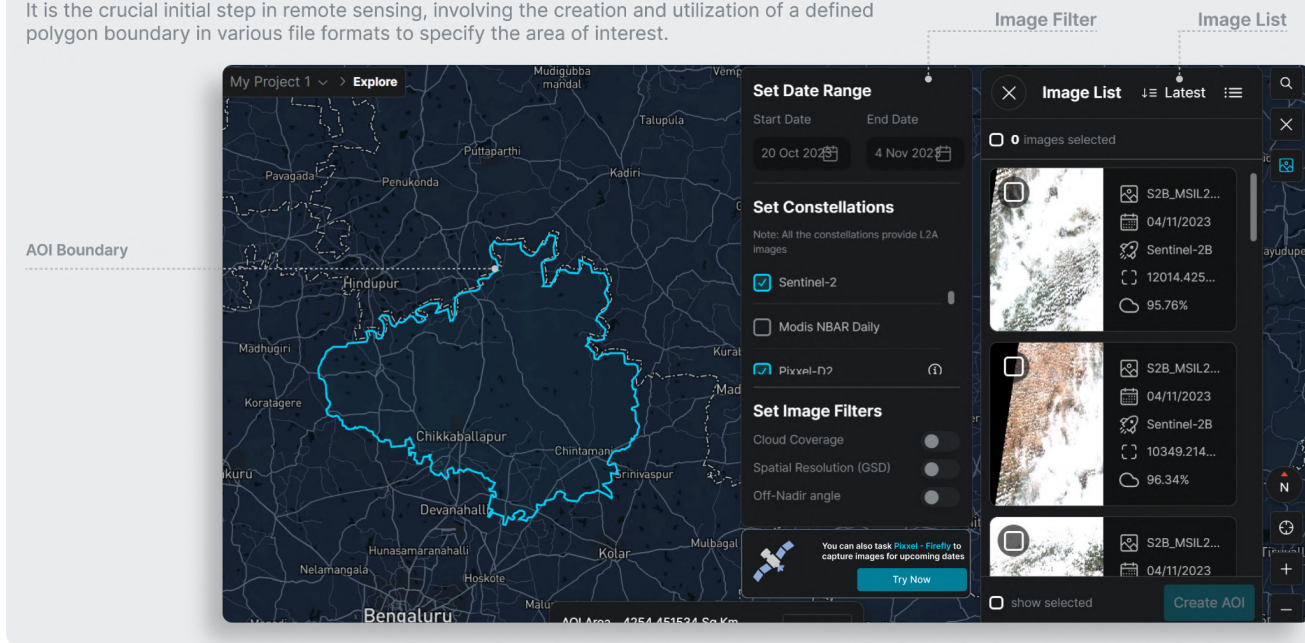 It is the crucial initial step in remote sensing, involving the creation and utilization of a defined
polygon boundary in various file formats to specify the area of interest.
Image Filter
Image List
AOI Boundary
My Project 1 > Explore
Mudigubba
mandal
Talupula
Puttaparthi
Kadiri
Pavagada
Penukonda
Hindupur
Madhugiri
Koratagere
Chikkaballapur
Chintamani
Srinivaspur
Devanahalli
Hunasamaranahalli
Nelamangala
Hoskote
Kolar
Mulbagal
Bengaluru
AOI Area
4254.451534 Sq Km
Set Date Range
Start Date
End Date
20 Oct 2023
4 Nov 2023
Set Constellations
Note: All the constellations provide L2A
images
Sentinel-2
Modis NBAR Daily
Pixxel-D2
Set Image Filters
Cloud Coverage
Spatial Resolution (GSD)
Off-Nadir angle
You can also task Pixxel - Firefly to
capture images for upcoming dates
Try Now
Image List
Latest
0 images selected
S2B_MSIL2...
04/11/2023
Sentinel-2B
12014.425...
95.76%
S2B_MSIL2...
04/11/2023
Sentinel-2B
10349.214...
96.34%
S2B_MSIL2...
04/11/2023
show selected
Create AOI
N